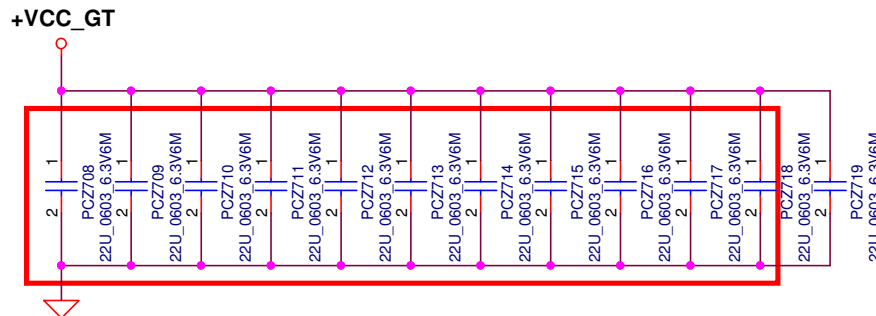 +VCC_GT
1
2
PCZ708
22U_0603_6.3V6M
1
2
PCZ709
22U_0603_6.3V6M
1
2
PCZ710
22U_0603_6.3V6M
1
2
PCZ711
22U_0603_6.3V6M
1
2
PCZ712
22U_0603_6.3V6M
1
2
PCZ713
22U_0603_6.3V6M
1
2
PCZ714
22U_0603_6.3V6M
1
2
PCZ715
22U_0603_6.3V6M
1
2
PCZ716
22U_0603_6.3V6M
1
2
PCZ717
22U_0603_6.3V6M
1
2
PCZ718
22U_0603_6.3V6M
1
2
PCZ719
22U_0603_6.3V6M